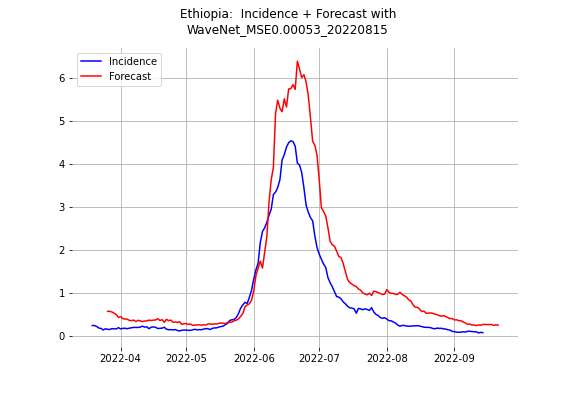 Ethiopia:  Incidence + Forecast with
WaveNet_MSE0.00053_20220815
Incidence
Forecast
6
5
4
3
2
1
0
2022-04 2022-05 2022-06 2022-07 2022-08 2022-09